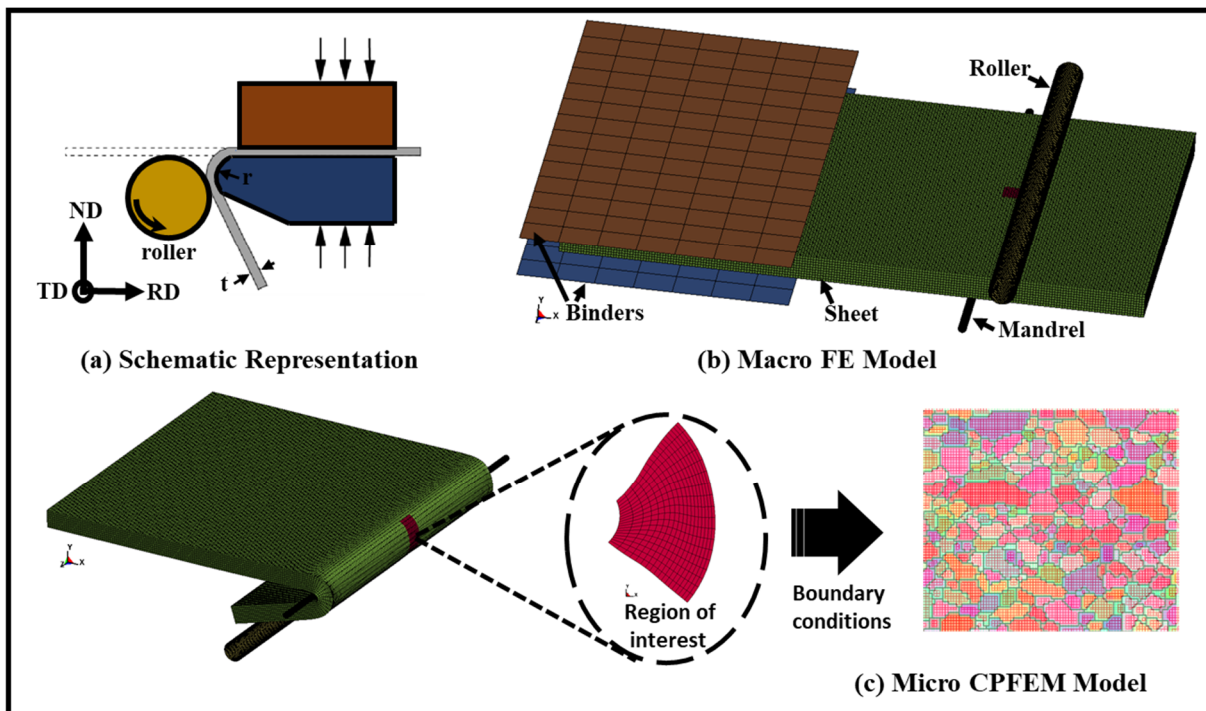 r
ND
roller
TD
RD
t
(a) Schematic Representation
Roller
Y
X
Binders
Sheet
Mandrel
(b) Macro FE Model
Y
Z
X
Region of
interest
Boundary
conditions
(c) Micro CPFEM Model